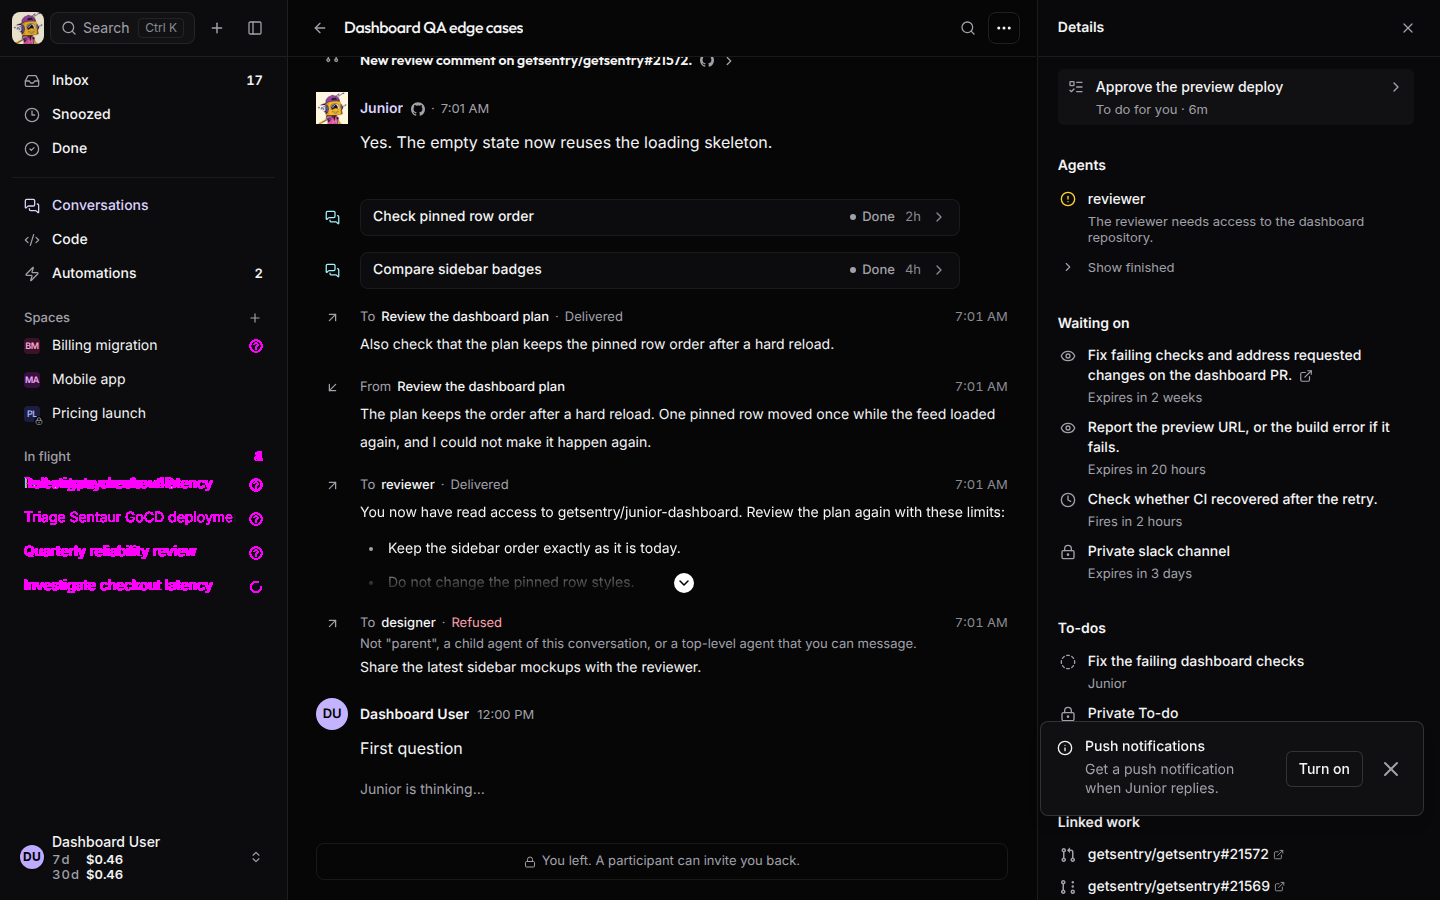 Search Ctrl K
Inbox 17
Snoozed
Done
Conversations
Code
Automations 2
Spaces
BM Billing migration
MA Mobile app
PL Pricing launch
In flight
latency
Triage Sentaur GoCD deployme
Quarterly reliability review
Investigate checkout latency
DU Dashboard User
7d $0.46
30d $0.46
Dashboard QA edge cases
New review comment on getsentry/getsentry#21572.
Junior · 7:01 AM
Yes. The empty state now reuses the loading skeleton.
Check pinned row order Done 2h
Compare sidebar badges Done 4h
To Review the dashboard plan · Delivered 7:01 AM
Also check that the plan keeps the pinned row order after a hard reload.
From Review the dashboard plan 7:01 AM
The plan keeps the order after a hard reload. One pinned row moved once while the feed loaded
again, and I could not make it happen again.
To reviewer · Delivered 7:01 AM
You now have read access to getsentry/junior-dashboard. Review the plan again with these limits:
• Keep the sidebar order exactly as it is today.
• Do not change the pinned row styles.
To designer · Refused 7:01 AM
Not "parent", a child agent of this conversation, or a top-level agent that you can message.
Share the latest sidebar mockups with the reviewer.
DU Dashboard User 12:00 PM
First question
Junior is thinking...
You left. A participant can invite you back.
Details
Approve the preview deploy
To do for you · 6m
Agents
reviewer
The reviewer needs access to the dashboard
repository.
Show finished
Waiting on
Fix failing checks and address requested
changes on the dashboard PR.
Expires in 2 weeks
Report the preview URL, or the build error if it
fails.
Expires in 20 hours
Check whether CI recovered after the retry.
Fires in 2 hours
Private slack channel
Expires in 3 days
To-dos
Fix the failing dashboard checks
Junior
Private To-do
Push notifications
Get a push notification
when Junior replies.
Turn on
Linked work
getsentry/getsentry#21572
getsentry/getsentry#21569